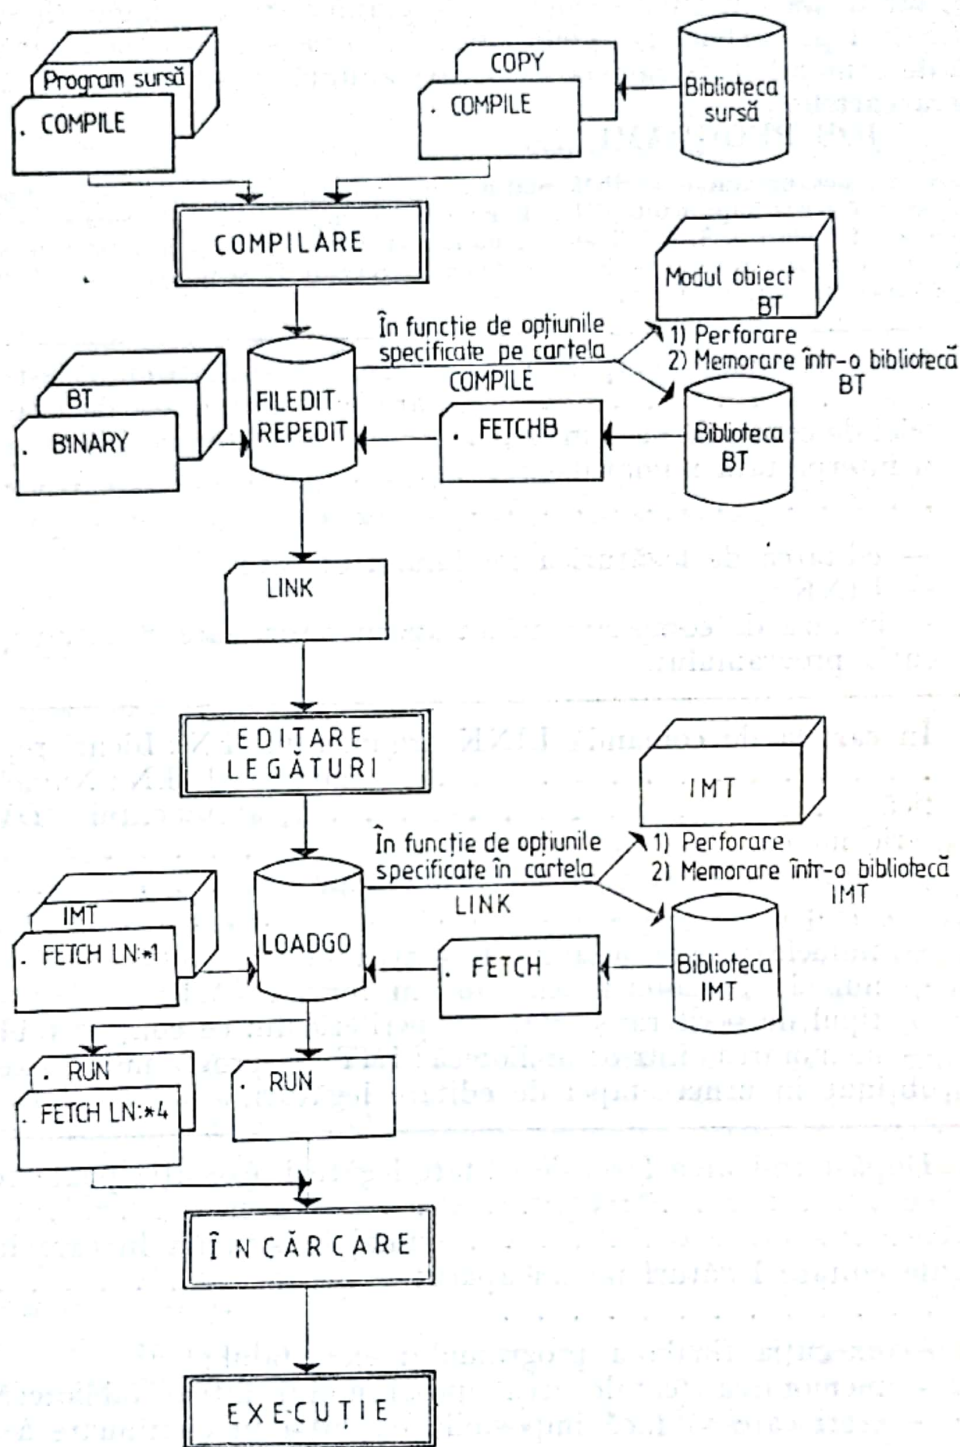 Program sursă
. COMPILE
COPY
. COMPILE
Biblioteca
sursă
COMPILARE
Modul obiect
BT
În funcție de opțiunile
specificate pe cartela
COMPILE
1) Perforare
2) Memorare într-o bibliotecă
BT
BT
. BINARY
FILEDIT
REPEDIT
. FETCHB
Biblioteca
BT
LINK
EDITARE
LEGĂTURI
IMT
În funcție de opțiunile
specificate în cartela
LINK
1) Perforare
2) Memorare într-o bibliotecă
IMT
IMT
. FETCH LN:*1
LOADGO
. FETCH
Biblioteca
IMT
. RUN
. FETCH LN:*4
. RUN
ÎNCĂRCARE
EXECUȚIE